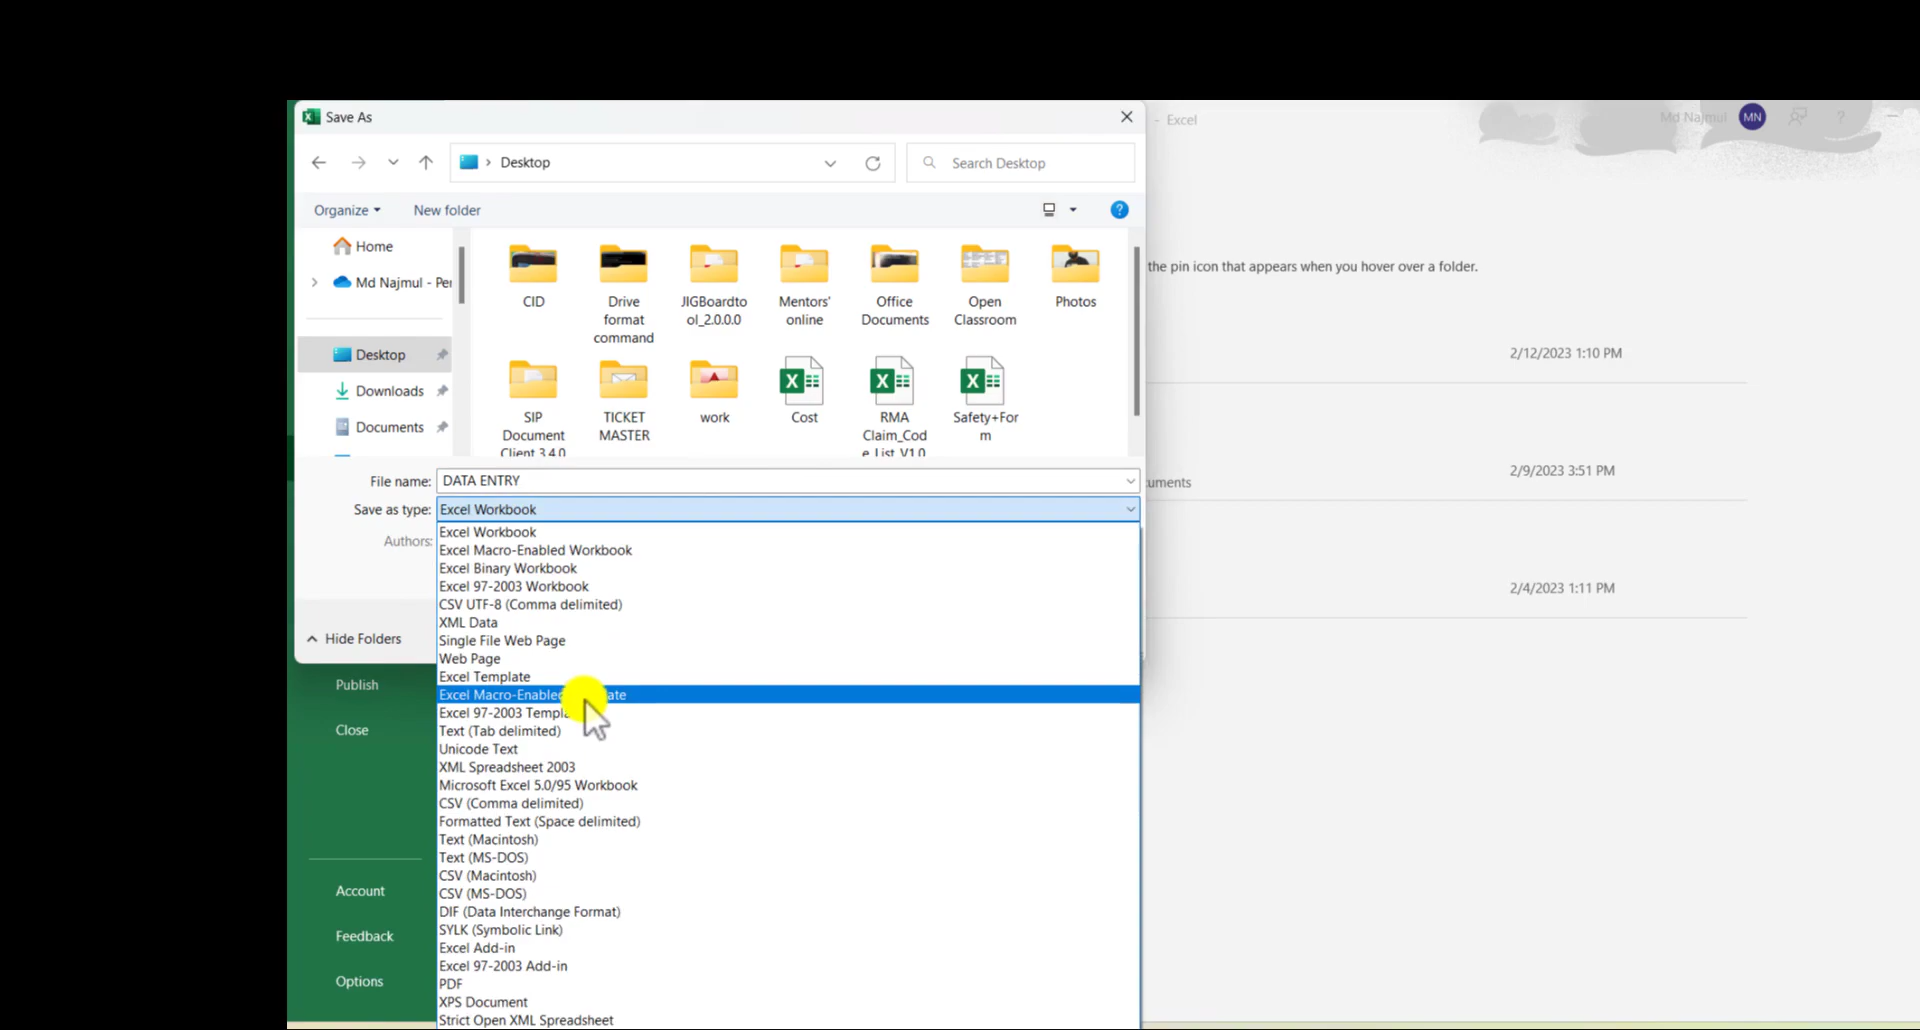 Save As
- Excel
Md Najmul
MN
?
Desktop
Search Desktop
Organize
New folder
?
Home
Md Najmul - Per
Desktop
Downloads
Documents
CID
Drive
format
command
JIGBoardto
ol_2.0.0.0
Mentors'
online
Office
Documents
Open
Classroom
Photos
SIP
Document
Client 3.4.0
TICKET
MASTER
work
Cost
RMA
Claim_Cod
e_List_V1.0
Safety+For
m
the pin icon that appears when you hover over a folder.
2/12/2023 1:10 PM
uments
2/9/2023 3:51 PM
2/4/2023 1:11 PM
File name: DATA ENTRY
Save as type: Excel Workbook
Authors:
Excel Workbook
Excel Macro-Enabled Workbook
Excel Binary Workbook
Excel 97-2003 Workbook
CSV UTF-8 (Comma delimited)
XML Data
Single File Web Page
Web Page
Excel Template
Excel Macro-Enabled ate
Excel 97-2003 Templa
Text (Tab delimited)
Unicode Text
XML Spreadsheet 2003
Microsoft Excel 5.0/95 Workbook
CSV (Comma delimited)
Formatted Text (Space delimited)
Text (Macintosh)
Text (MS-DOS)
CSV (Macintosh)
CSV (MS-DOS)
DIF (Data Interchange Format)
SYLK (Symbolic Link)
Excel Add-in
Excel 97-2003 Add-in
PDF
XPS Document
Strict Open XML Spreadsheet
Hide Folders
Publish
Close
Account
Feedback
Options